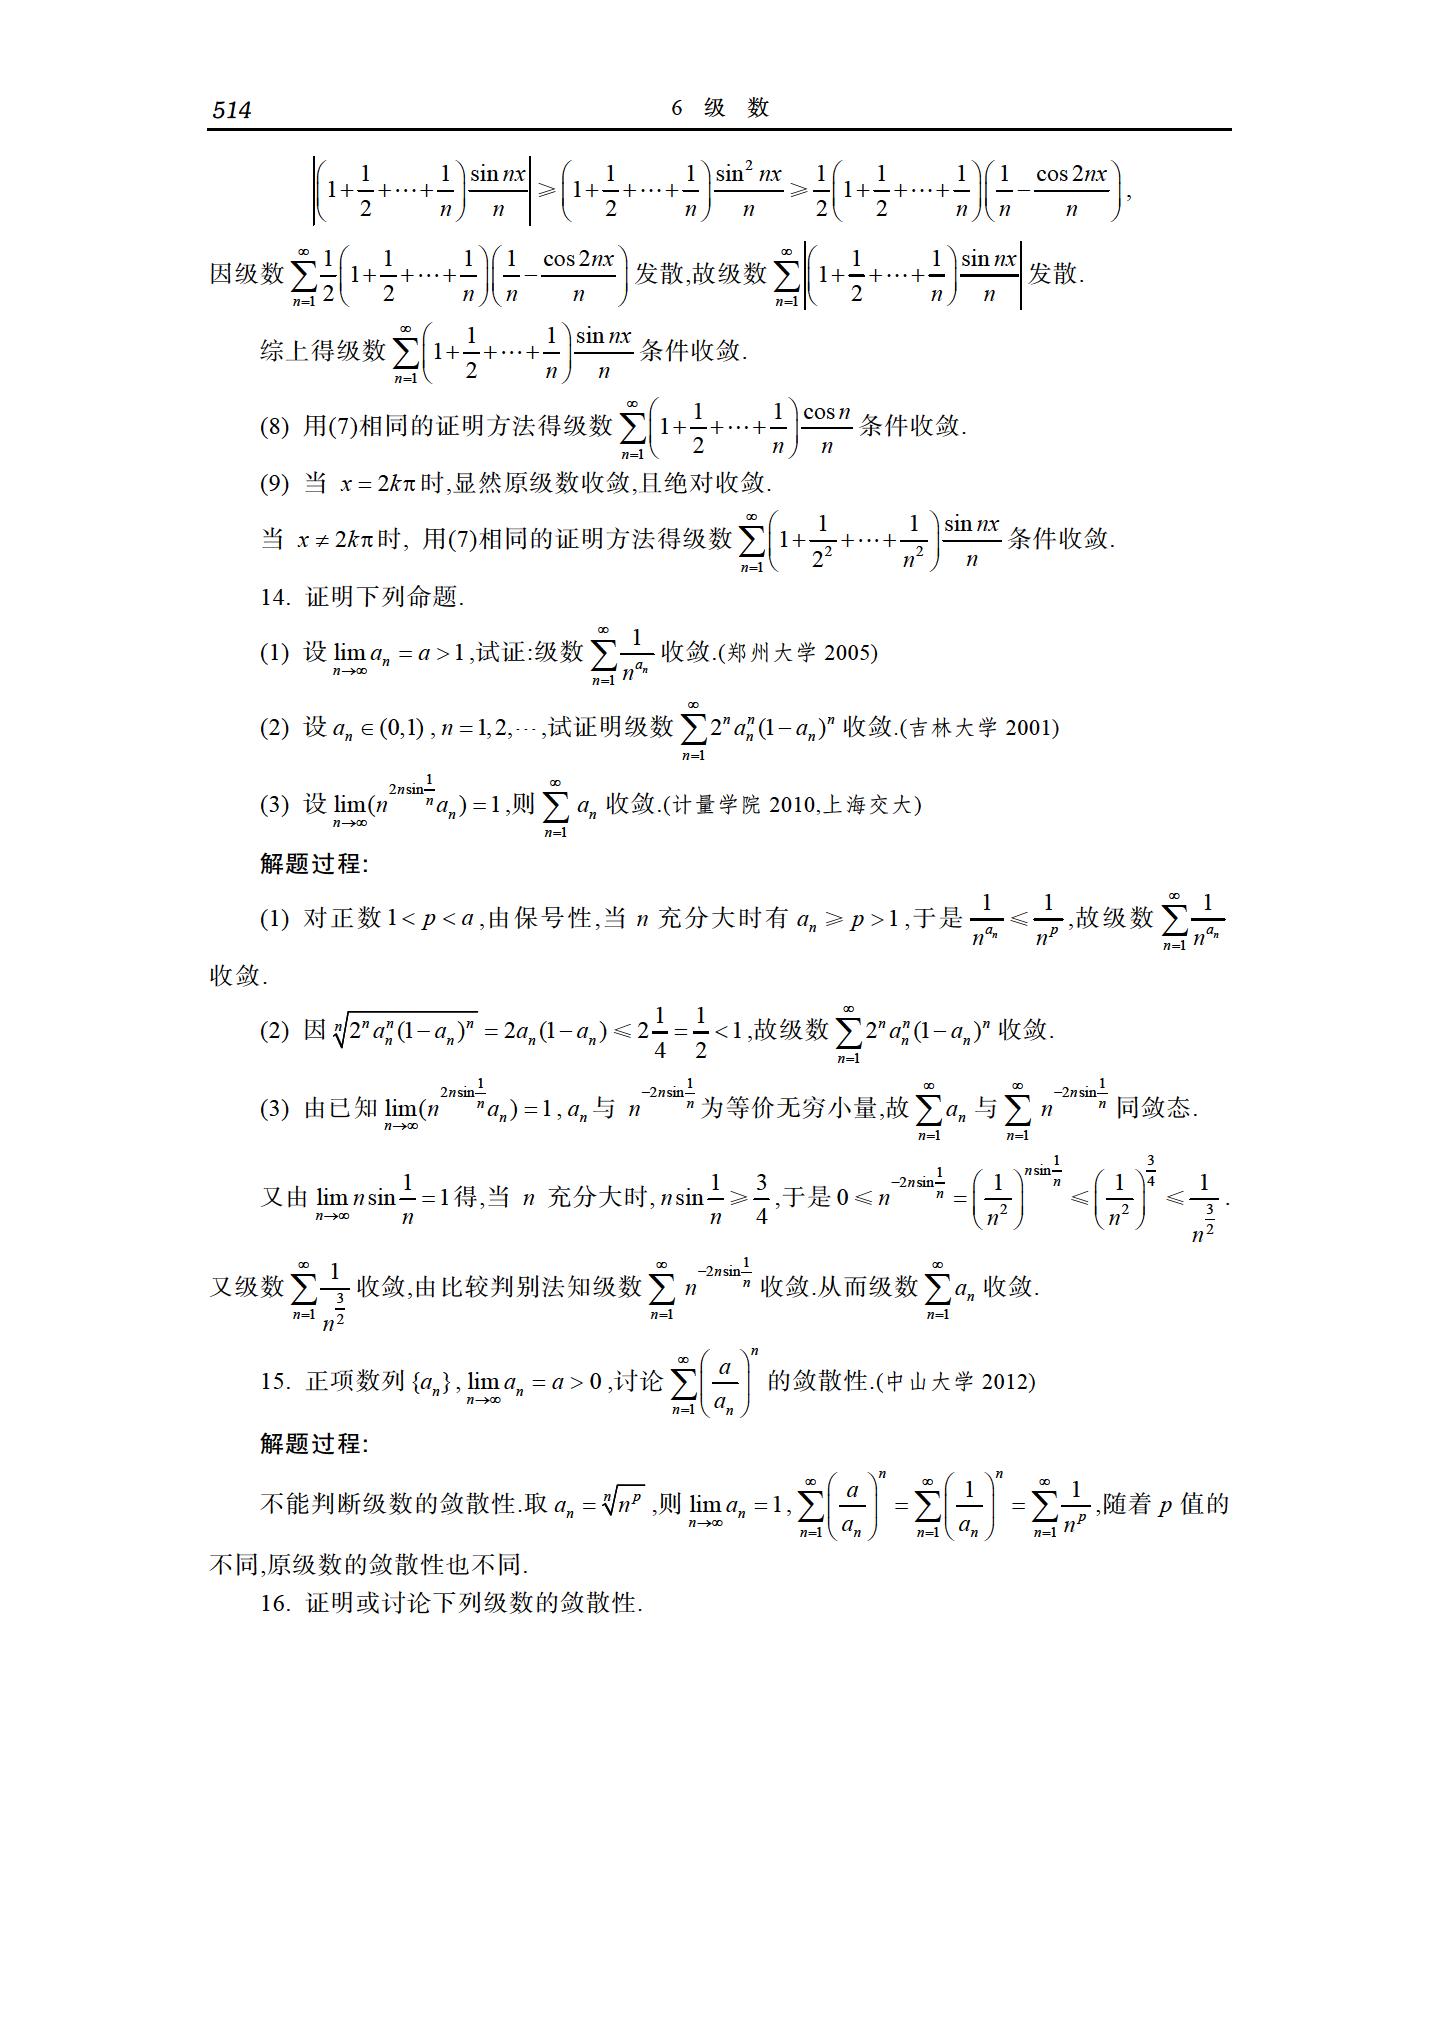 514 6 级 数
$\left|\left(1+\frac{1}{2}+\cdots+\frac{1}{n}\right)\frac{\sin nx}{n}\right| \geqslant \left(1+\frac{1}{2}+\cdots+\frac{1}{n}\right)\frac{\sin^2 nx}{n} \geqslant \frac{1}{2}\left(1+\frac{1}{2}+\cdots+\frac{1}{n}\right)\left(\frac{1}{n}-\frac{\cos 2nx}{n}\right)$,
因级数 $\sum_{n=1}^{\infty}\frac{1}{2}\left(1+\frac{1}{2}+\cdots+\frac{1}{n}\right)\left(\frac{1}{n}-\frac{\cos 2nx}{n}\right)$ 发散,故级数 $\sum_{n=1}^{\infty}\left|\left(1+\frac{1}{2}+\cdots+\frac{1}{n}\right)\frac{\sin nx}{n}\right|$ 发散.
综上得级数 $\sum_{n=1}^{\infty}\left(1+\frac{1}{2}+\cdots+\frac{1}{n}\right)\frac{\sin nx}{n}$ 条件收敛.
(8) 用(7)相同的证明方法得级数 $\sum_{n=1}^{\infty}\left(1+\frac{1}{2}+\cdots+\frac{1}{n}\right)\frac{\cos n}{n}$ 条件收敛.
(9) 当 $x=2k\pi$ 时,显然原级数收敛,且绝对收敛.
当 $x\neq 2k\pi$ 时, 用(7)相同的证明方法得级数 $\sum_{n=1}^{\infty}\left(1+\frac{1}{2^2}+\cdots+\frac{1}{n^2}\right)\frac{\sin nx}{n}$ 条件收敛.
14. 证明下列命题.
(1) 设 $\lim_{n\to\infty}a_n=a>1$,试证:级数 $\sum_{n=1}^{\infty}\frac{1}{n^{a_n}}$ 收敛.(郑州大学 2005)
(2) 设 $a_n\in(0,1)$, $n=1,2,\cdots$,试证明级数 $\sum_{n=1}^{\infty}2^n a_n^n(1-a_n)^n$ 收敛.(吉林大学 2001)
(3) 设 $\lim_{n\to\infty}(n^{2n\sin\frac{1}{n}}a_n)=1$,则 $\sum_{n=1}^{\infty}a_n$ 收敛.(计量学院 2010,上海交大)
解题过程:
(1) 对正数 $1<p<a$,由保号性,当 $n$ 充分大时有 $a_n\geqslant p>1$,于是 $\frac{1}{n^{a_n}}\leqslant\frac{1}{n^p}$,故级数 $\sum_{n=1}^{\infty}\frac{1}{n^{a_n}}$
收敛.
(2) 因 $\sqrt[n]{2^n a_n^n(1-a_n)^n}=2a_n(1-a_n)\leqslant 2\frac{1}{4}=\frac{1}{2}<1$,故级数 $\sum_{n=1}^{\infty}2^n a_n^n(1-a_n)^n$ 收敛.
(3) 由已知 $\lim_{n\to\infty}(n^{2n\sin\frac{1}{n}}a_n)=1$, $a_n$ 与 $n^{-2n\sin\frac{1}{n}}$ 为等价无穷小量,故 $\sum_{n=1}^{\infty}a_n$ 与 $\sum_{n=1}^{\infty}n^{-2n\sin\frac{1}{n}}$ 同敛态.
又由 $\lim_{n\to\infty}n\sin\frac{1}{n}=1$ 得,当 $n$ 充分大时, $n\sin\frac{1}{n}\geqslant\frac{3}{4}$,于是 $0\leqslant n^{-2n\sin\frac{1}{n}}=\left(\frac{1}{n^2}\right)^{n\sin\frac{1}{n}}\leqslant\left(\frac{1}{n^2}\right)^{\frac{3}{4}}\leqslant\frac{1}{n^{\frac{3}{2}}}$.
又级数 $\sum_{n=1}^{\infty}\frac{1}{n^{\frac{3}{2}}}$ 收敛,由比较判别法知级数 $\sum_{n=1}^{\infty}n^{-2n\sin\frac{1}{n}}$ 收敛.从而级数 $\sum_{n=1}^{\infty}a_n$ 收敛.
15. 正项数列 $\{a_n\}$, $\lim_{n\to\infty}a_n=a>0$,讨论 $\sum_{n=1}^{\infty}\left(\frac{a}{a_n}\right)^n$ 的敛散性.(中山大学 2012)
解题过程:
不能判断级数的敛散性.取 $a_n=\sqrt[n]{n^p}$,则 $\lim_{n\to\infty}a_n=1$, $\sum_{n=1}^{\infty}\left(\frac{a}{a_n}\right)^n=\sum_{n=1}^{\infty}\left(\frac{1}{a_n}\right)^n=\sum_{n=1}^{\infty}\frac{1}{n^p}$,随着 $p$ 值的
不同,原级数的敛散性也不同.
16. 证明或讨论下列级数的敛散性.